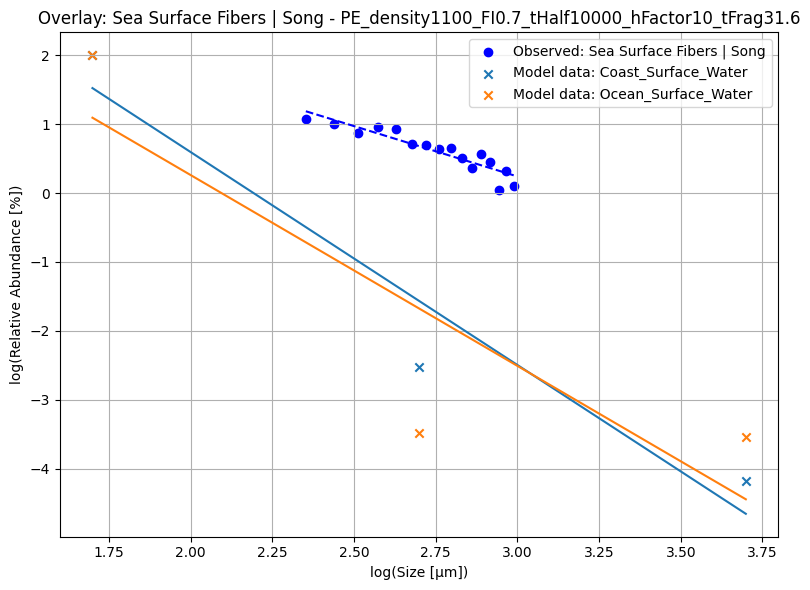 Overlay: Sea Surface Fibers | Song - PE_density1100_FI0.7_tHalf10000_hFactor10_tFrag31.6
Observed: Sea Surface Fibers | Song
Model data: Coast_Surface_Water
Model data: Ocean_Surface_Water
log(Relative Abundance [%])
2
1
0
−1
−2
−3
−4
1.75
2.00
2.25
2.50
2.75
3.00
3.25
3.50
3.75
log(Size [μm])